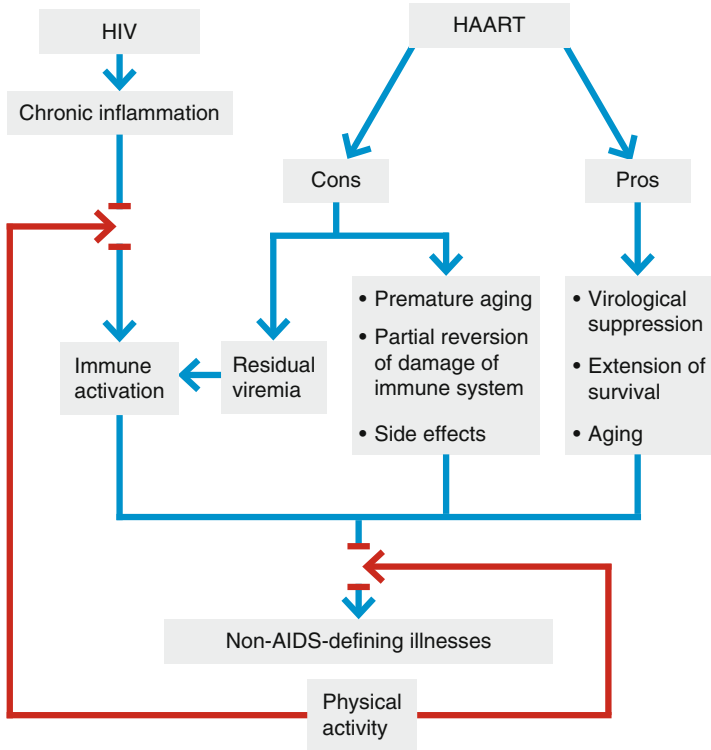 HIV
HAART
Chronic inflammation
Cons
Pros
Immune
activation
Residual
viremia
• Premature aging
• Partial reversion
of damage of
immune system
• Side effects
• Virological
suppression
• Extension of
survival
• Aging
Non-AIDS-defining illnesses
Physical
activity